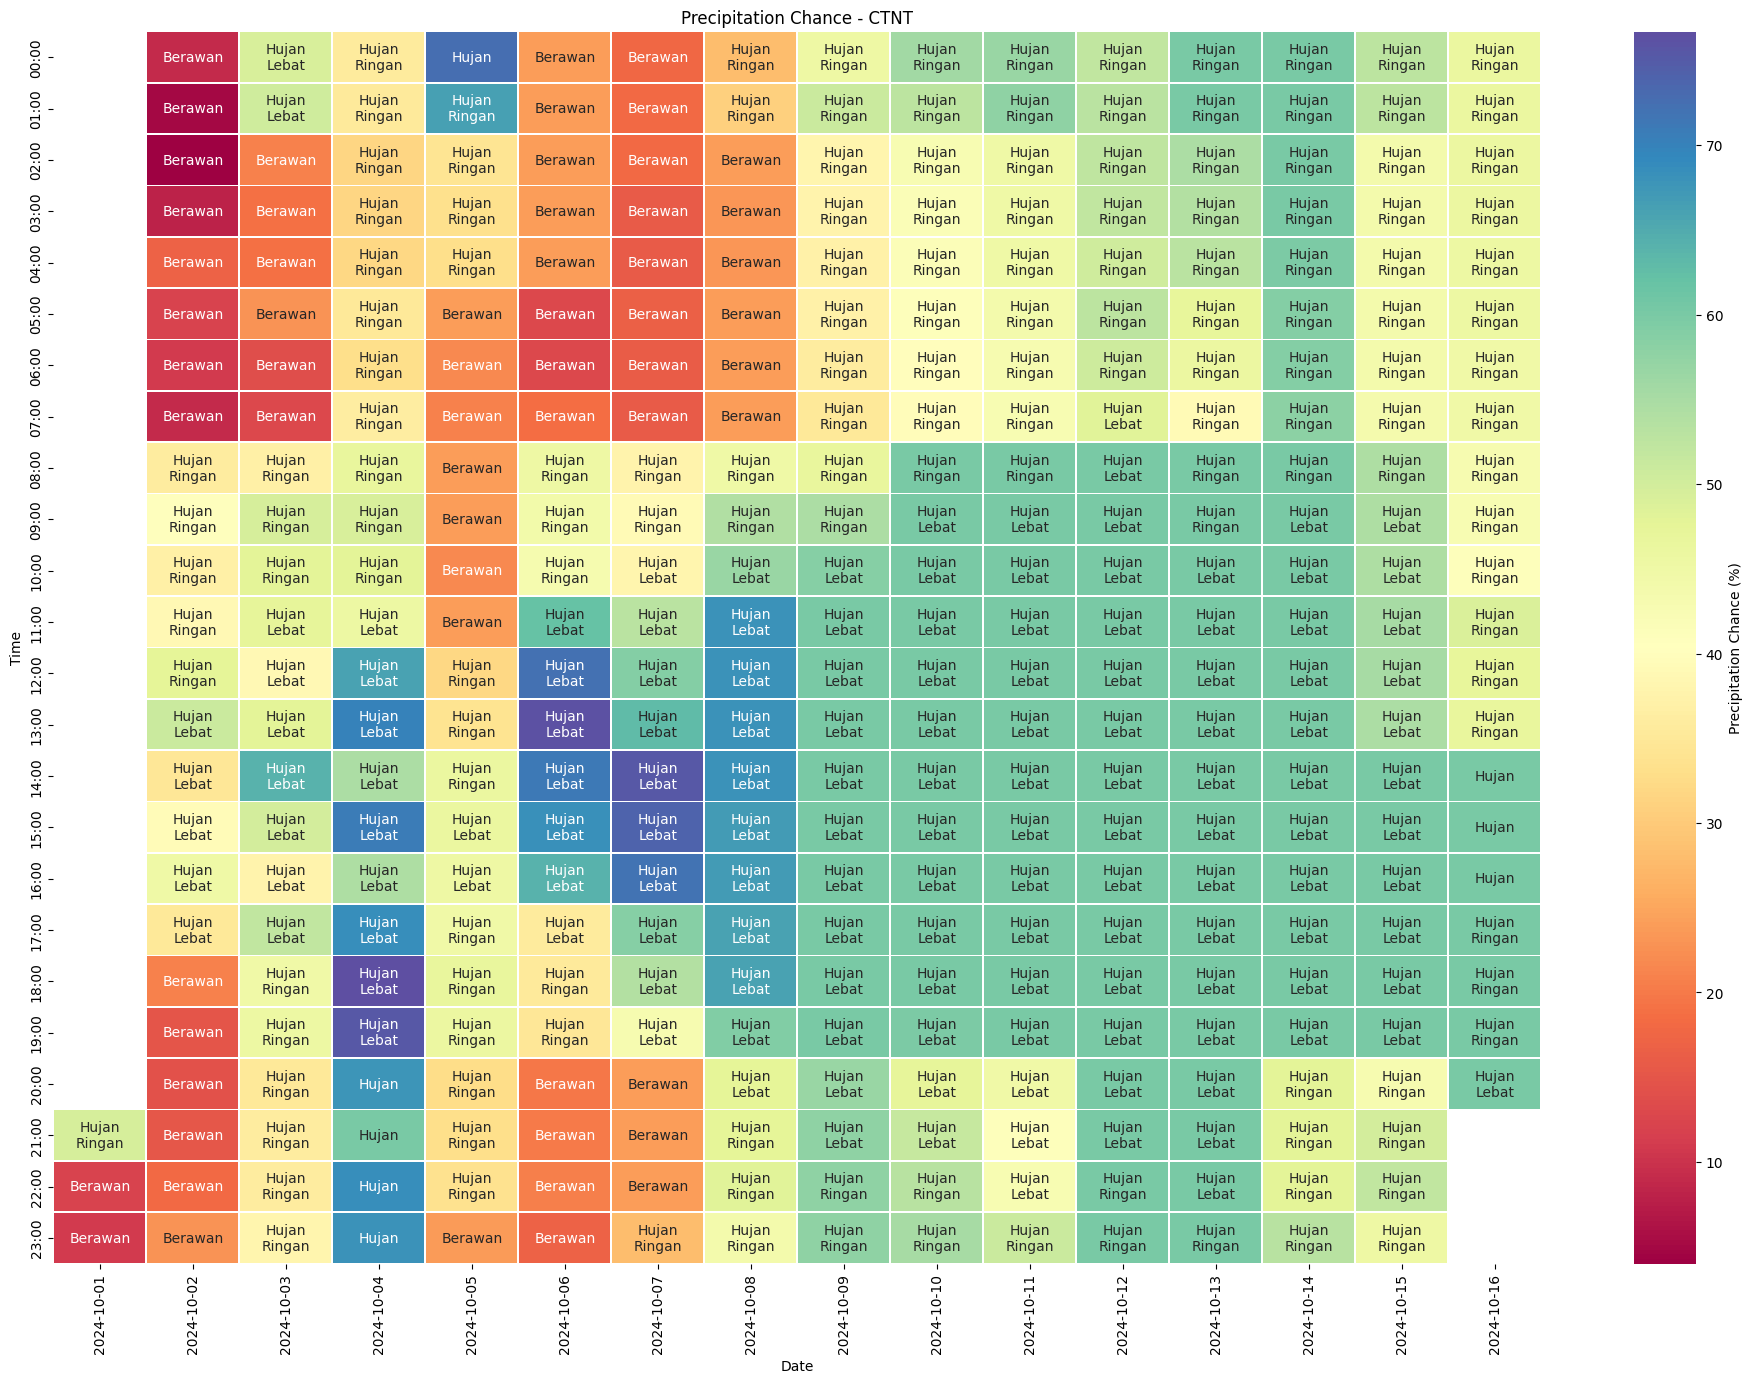 Precipitation Chance - CTNT
00:00 Berawan Hujan Lebat Hujan Ringan Hujan Berawan Berawan Hujan Ringan Hujan Ringan Hujan Ringan Hujan Ringan Hujan Ringan Hujan Ringan Hujan Ringan Hujan Ringan Hujan Ringan
01:00 Berawan Hujan Lebat Hujan Ringan Hujan Ringan Berawan Berawan Hujan Ringan Hujan Ringan Hujan Ringan Hujan Ringan Hujan Ringan Hujan Ringan Hujan Ringan Hujan Ringan Hujan Ringan
02:00 Berawan Berawan Hujan Ringan Hujan Ringan Berawan Berawan Berawan Hujan Ringan Hujan Ringan Hujan Ringan Hujan Ringan Hujan Ringan Hujan Ringan Hujan Ringan Hujan Ringan
03:00 Berawan Berawan Hujan Ringan Hujan Ringan Berawan Berawan Berawan Hujan Ringan Hujan Ringan Hujan Ringan Hujan Ringan Hujan Ringan Hujan Ringan Hujan Ringan Hujan Ringan
04:00 Berawan Berawan Hujan Ringan Hujan Ringan Berawan Berawan Berawan Hujan Ringan Hujan Ringan Hujan Ringan Hujan Ringan Hujan Ringan Hujan Ringan Hujan Ringan Hujan Ringan
05:00 Berawan Berawan Hujan Ringan Berawan Berawan Berawan Berawan Hujan Ringan Hujan Ringan Hujan Ringan Hujan Ringan Hujan Ringan Hujan Ringan Hujan Ringan Hujan Ringan
06:00 Berawan Berawan Hujan Ringan Berawan Berawan Berawan Berawan Hujan Ringan Hujan Ringan Hujan Ringan Hujan Ringan Hujan Ringan Hujan Ringan Hujan Ringan Hujan Ringan
07:00 Berawan Berawan Hujan Ringan Berawan Berawan Berawan Berawan Hujan Ringan Hujan Ringan Hujan Ringan Hujan Lebat Hujan Ringan Hujan Ringan Hujan Ringan Hujan Ringan
08:00 Hujan Ringan Hujan Ringan Hujan Ringan Berawan Hujan Ringan Hujan Ringan Hujan Ringan Hujan Ringan Hujan Ringan Hujan Ringan Hujan Lebat Hujan Ringan Hujan Ringan Hujan Ringan Hujan Ringan
09:00 Hujan Ringan Hujan Ringan Hujan Ringan Berawan Hujan Ringan Hujan Ringan Hujan Ringan Hujan Ringan Hujan Lebat Hujan Lebat Hujan Lebat Hujan Ringan Hujan Lebat Hujan Lebat Hujan Ringan
10:00 Hujan Ringan Hujan Ringan Hujan Ringan Berawan Hujan Ringan Hujan Lebat Hujan Lebat Hujan Lebat Hujan Lebat Hujan Lebat Hujan Lebat Hujan Lebat Hujan Lebat Hujan Lebat Hujan Ringan
11:00 Hujan Ringan Hujan Lebat Hujan Lebat Berawan Hujan Lebat Hujan Lebat Hujan Lebat Hujan Lebat Hujan Lebat Hujan Lebat Hujan Lebat Hujan Lebat Hujan Lebat Hujan Lebat Hujan Ringan
12:00 Hujan Ringan Hujan Lebat Hujan Lebat Hujan Ringan Hujan Lebat Hujan Lebat Hujan Lebat Hujan Lebat Hujan Lebat Hujan Lebat Hujan Lebat Hujan Lebat Hujan Lebat Hujan Lebat Hujan Ringan
13:00 Hujan Lebat Hujan Lebat Hujan Lebat Hujan Ringan Hujan Lebat Hujan Lebat Hujan Lebat Hujan Lebat Hujan Lebat Hujan Lebat Hujan Lebat Hujan Lebat Hujan Lebat Hujan Lebat Hujan Ringan
14:00 Hujan Lebat Hujan Lebat Hujan Lebat Hujan Ringan Hujan Lebat Hujan Lebat Hujan Lebat Hujan Lebat Hujan Lebat Hujan Lebat Hujan Lebat Hujan Lebat Hujan Lebat Hujan Lebat Hujan
15:00 Hujan Lebat Hujan Lebat Hujan Lebat Hujan Lebat Hujan Lebat Hujan Lebat Hujan Lebat Hujan Lebat Hujan Lebat Hujan Lebat Hujan Lebat Hujan Lebat Hujan Lebat Hujan Lebat Hujan
16:00 Hujan Lebat Hujan Lebat Hujan Lebat Hujan Lebat Hujan Lebat Hujan Lebat Hujan Lebat Hujan Lebat Hujan Lebat Hujan Lebat Hujan Lebat Hujan Lebat Hujan Lebat Hujan Lebat Hujan
17:00 Hujan Lebat Hujan Lebat Hujan Lebat Hujan Ringan Hujan Lebat Hujan Lebat Hujan Lebat Hujan Lebat Hujan Lebat Hujan Lebat Hujan Lebat Hujan Lebat Hujan Lebat Hujan Lebat Hujan Ringan
18:00 Berawan Hujan Ringan Hujan Lebat Hujan Ringan Hujan Ringan Hujan Lebat Hujan Lebat Hujan Lebat Hujan Lebat Hujan Lebat Hujan Lebat Hujan Lebat Hujan Lebat Hujan Lebat Hujan Ringan
19:00 Berawan Hujan Ringan Hujan Lebat Hujan Ringan Hujan Ringan Hujan Lebat Hujan Lebat Hujan Lebat Hujan Lebat Hujan Lebat Hujan Lebat Hujan Lebat Hujan Lebat Hujan Lebat Hujan Ringan
20:00 Berawan Hujan Ringan Hujan Hujan Ringan Berawan Berawan Hujan Lebat Hujan Lebat Hujan Lebat Hujan Lebat Hujan Lebat Hujan Lebat Hujan Ringan Hujan Ringan Hujan Lebat
21:00 Hujan Ringan Berawan Hujan Ringan Hujan Hujan Ringan Berawan Berawan Hujan Ringan Hujan Lebat Hujan Lebat Hujan Lebat Hujan Lebat Hujan Lebat Hujan Ringan Hujan Ringan
22:00 Berawan Berawan Hujan Ringan Hujan Hujan Ringan Berawan Berawan Hujan Ringan Hujan Ringan Hujan Ringan Hujan Lebat Hujan Ringan Hujan Lebat Hujan Ringan Hujan Ringan
23:00 Berawan Berawan Hujan Ringan Hujan Berawan Berawan Hujan Ringan Hujan Ringan Hujan Ringan Hujan Ringan Hujan Ringan Hujan Ringan Hujan Ringan Hujan Ringan Hujan Ringan
Time
2024-10-01 2024-10-02 2024-10-03 2024-10-04 2024-10-05 2024-10-06 2024-10-07 2024-10-08 2024-10-09 2024-10-10 2024-10-11 2024-10-12 2024-10-13 2024-10-14 2024-10-15 2024-10-16
Date
70
60
50
40
30
20
10
Precipitation Chance (%)